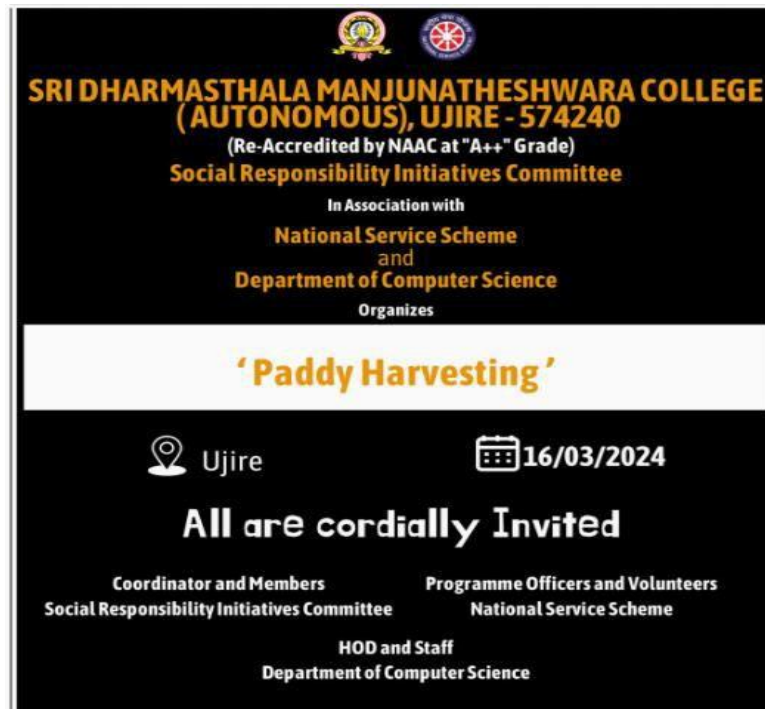 SRI DHARMASTHALA MANJUNATHESHWARA COLLEGE
( AUTONOMOUS), UJIRE - 574240
(Re-Accredited by NAAC at "A++" Grade)
Social Responsibility Initiatives Committee
In Association with
National Service Scheme
and
Department of Computer Science
Organizes
‘ Paddy Harvesting ’
Ujire
16/03/2024
All are cordially Invited
Coordinator and Members
Social Responsibility Initiatives Committee
Programme Officers and Volunteers
National Service Scheme
HOD and Staff
Department of Computer Science